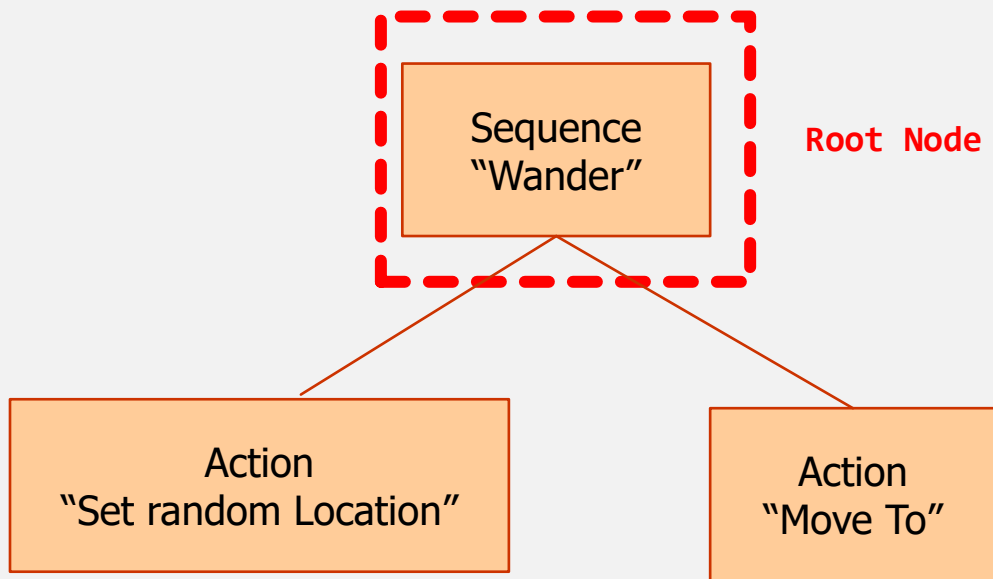 Sequence
“Wander”
Root Node
Action
“Set random Location”
Action
“Move To”